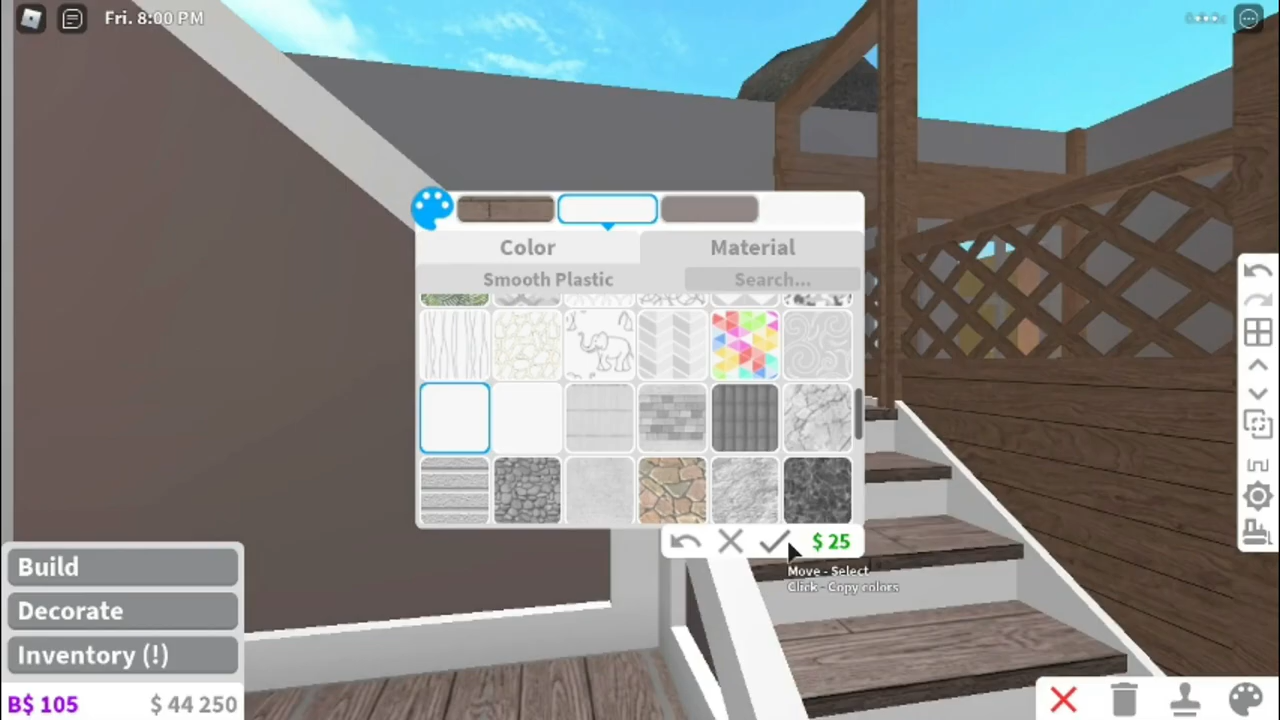 Fri. 8:00 PM
Color
Material
Smooth Plastic
Search...
$ 25
Move - Select
Click - Copy colors
Build
Decorate
Inventory (!)
B$ 105
$ 44 250